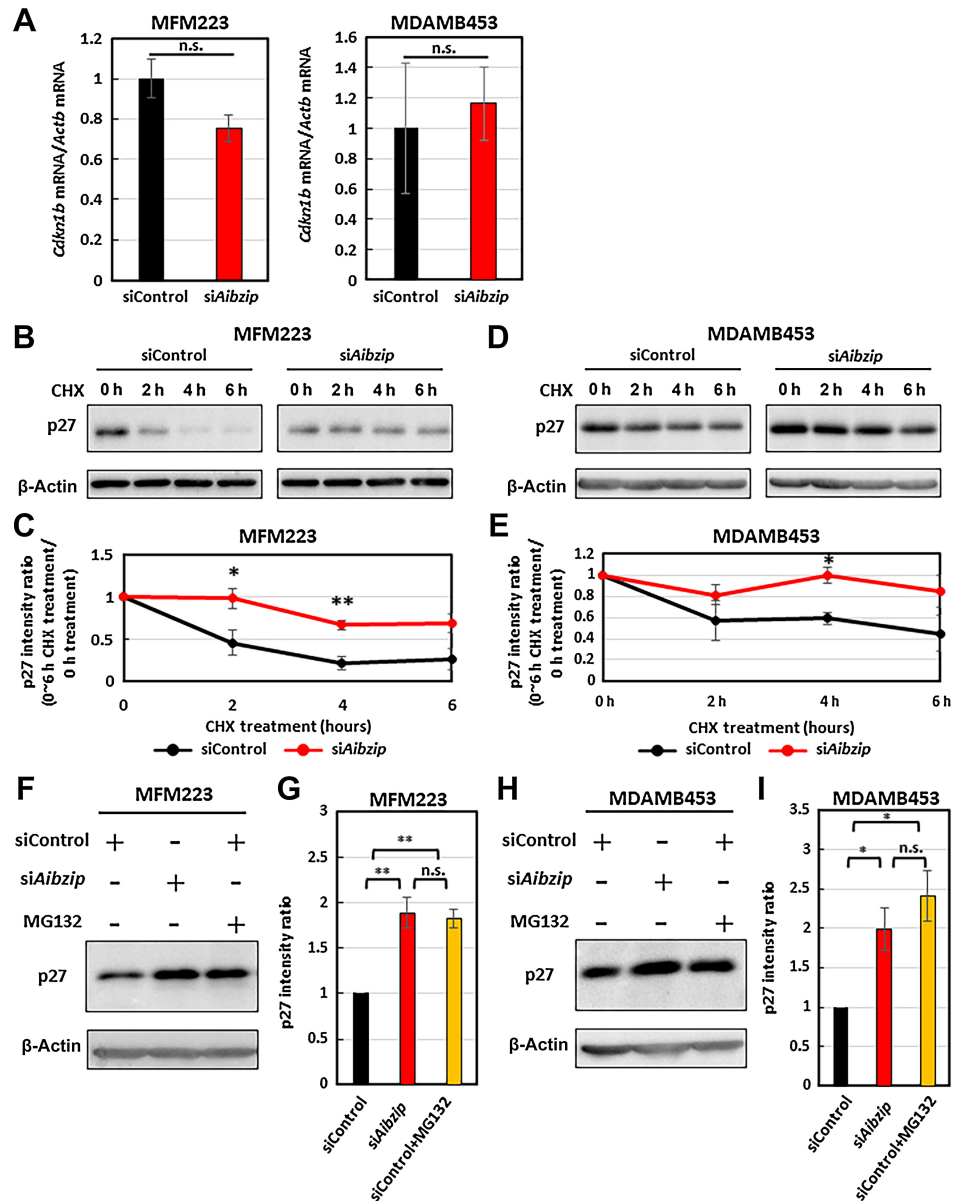 A
MFM223
MDAMB453
Cdkn1b mRNA/Actb mRNA
1.2
1
0.8
0.6
0.4
0.2
0
n.s.
siControl
siAibzip
Cdkn1b mRNA/Actb mRNA
1.6
1.4
1.2
1
0.8
0.6
0.4
0.2
0
n.s.
siControl
siAibzip
B
MFM223
siControl
siAibzip
CHX
0 h 2 h 4 h 6 h
0 h 2 h 4 h 6 h
p27
β-Actin
D
MDAMB453
siControl
siAibzip
CHX
0 h 2 h 4 h 6 h
0 h 2 h 4 h 6 h
p27
β-Actin
C
MFM223
p27 intensity ratio
(0~6 h CHX treatment/
0 h treatment)
1.5
1
0.5
0
*
**
0 2 4 6
CHX treatment (hours)
siControl
siAibzip
E
MDAMB453
p27 intensity ratio
(0~6 h CHX treatment/
0 h treatment)
1.2
1
0.8
0.6
0.4
0.2
0
*
0 h 2 h 4 h 6 h
CHX treatment (hours)
siControl
siAibzip
F
MFM223
siControl + - +
siAibzip - + -
MG132 - - +
p27
β-Actin
G
MFM223
p27 intensity ratio
3
2.5
2
1.5
1
0.5
0
**
**
n.s.
siControl
siAibzip
siControl+MG132
H
MDAMB453
siControl + - +
siAibzip - + -
MG132 - - +
p27
β-Actin
I
MDAMB453
p27 intensity ratio
3.5
3
2.5
2
1.5
1
0.5
0
*
*
n.s.
siControl
siAibzip
siControl+MG132